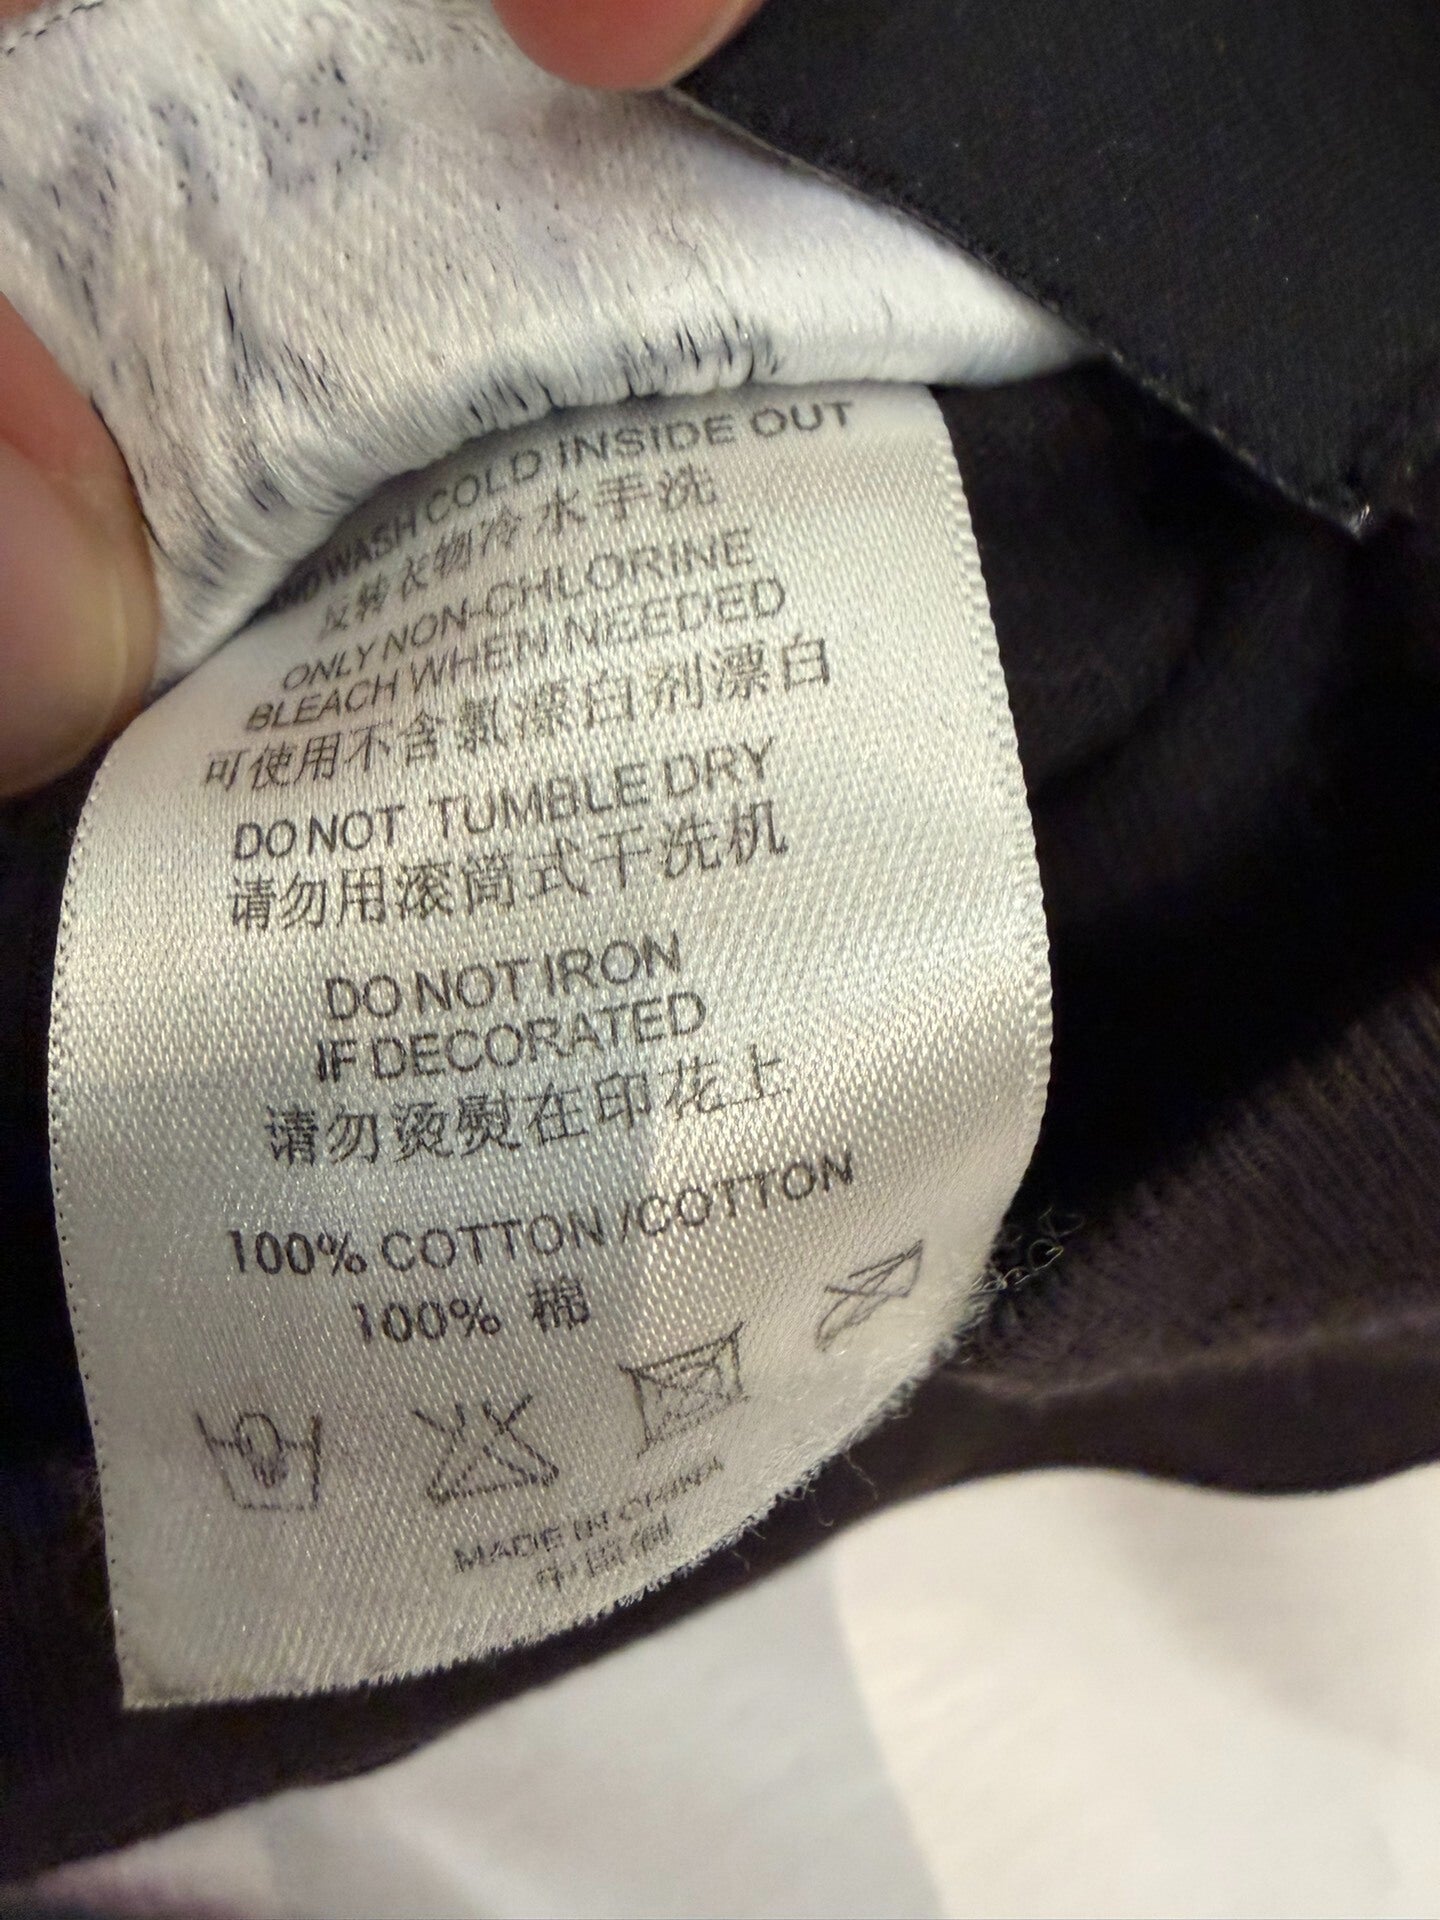 WASH COLD INSIDE OUT
反转衣物冷水手洗
ONLY NON-CHLORINE
BLEACH WHEN NEEDED
可使用不含氯漂白剂漂白
DO NOT TUMBLE DRY
请勿用滚筒式干洗机
DO NOT IRON
IF DECORATED
请勿烫熨在印花上
100% COTTON/COTTON
100% 棉
MADE IN CHINA
中国制